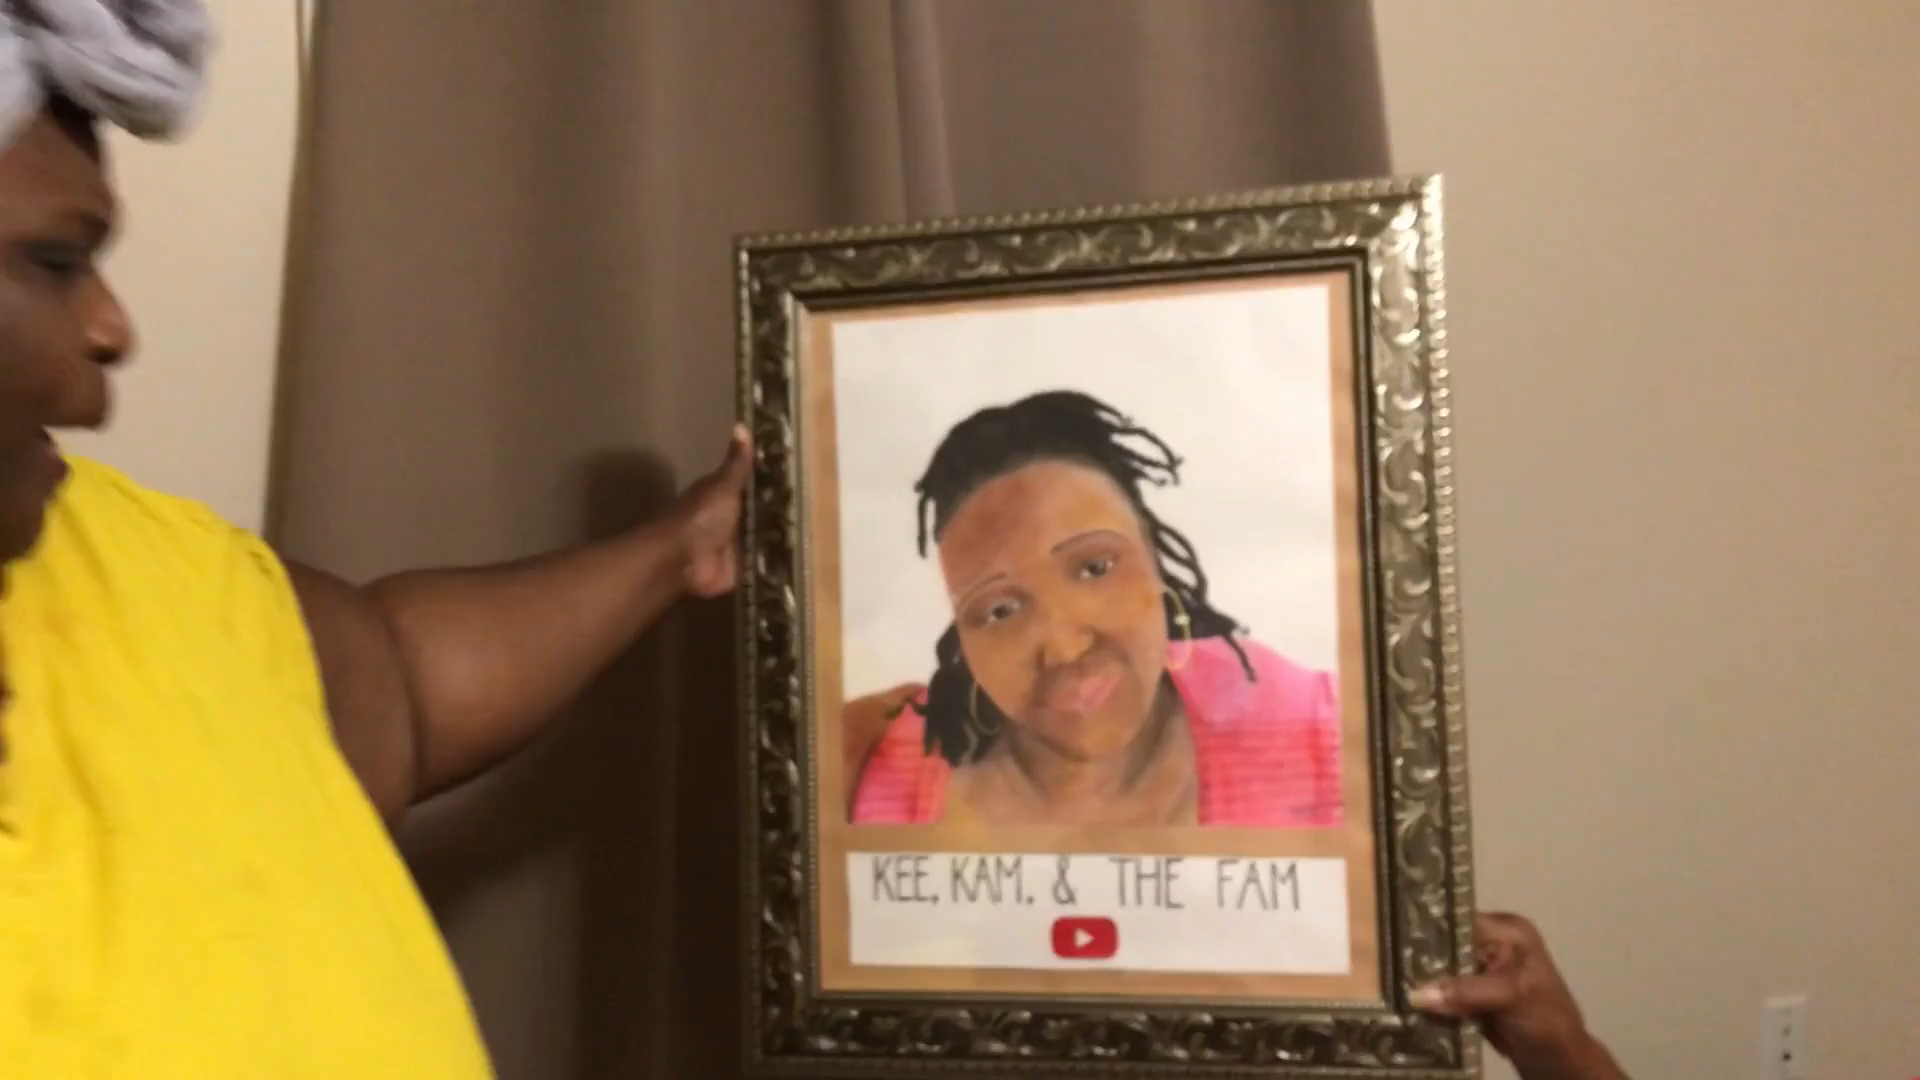 KEE, KAM. & THE FAM